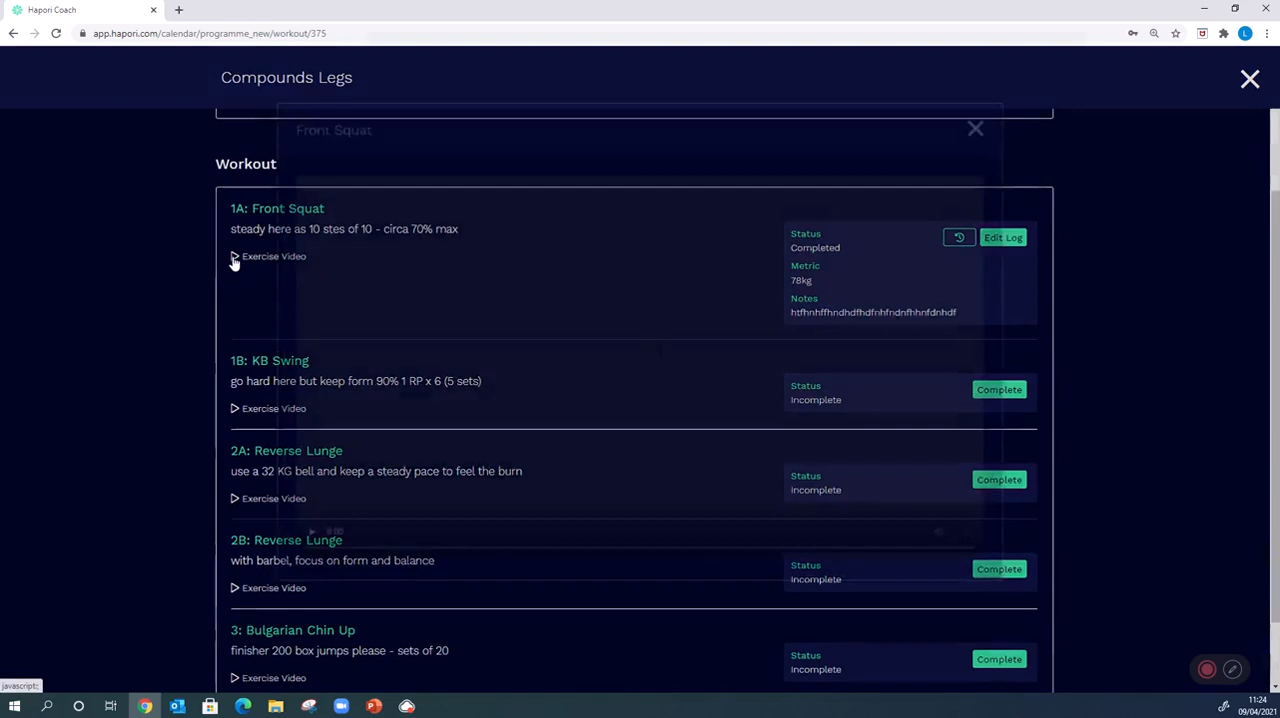 Hapori Coach
app.hapori.com/calendar/programme_new/workout/375
L
Compounds Legs
Front Squat
Workout
1A: Front Squat
steady here as 10 stes of 10 - circa 70% max
Exercise Video
Status
Completed
Edit Log
Metric
78kg
Notes
htfhnhffhndhdfhdfnhfndnfhhnfdnhdf
1B: KB Swing
go hard here but keep form 90% 1 RP x 6 (5 sets)
Exercise Video
Status
Incomplete
Complete
2A: Reverse Lunge
use a 32 KG bell and keep a steady pace to feel the burn
Exercise Video
Status
Incomplete
Complete
0:00
2B: Reverse Lunge
with barbel, focus on form and balance
Exercise Video
Status
Incomplete
Complete
3: Bulgarian Chin Up
finisher 200 box jumps please - sets of 20
Exercise Video
Status
Incomplete
Complete
javascript:;
11:24
09/04/2021